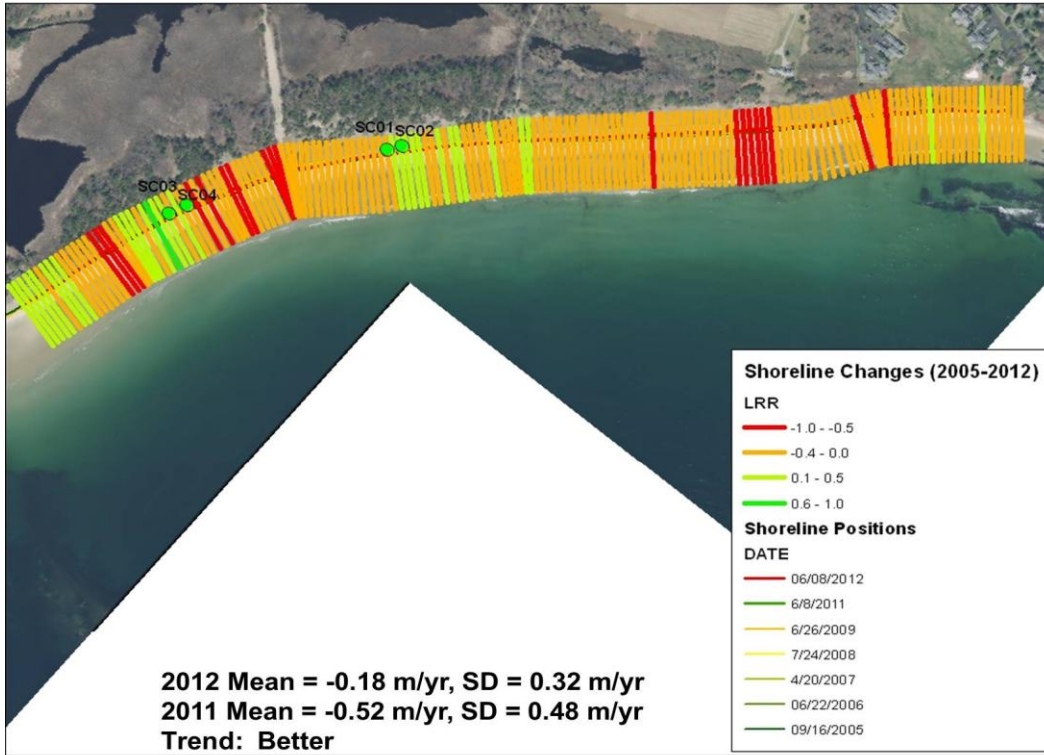 SC01
SC02
SC03
SC04
Shoreline Changes (2005-2012)
LRR
-1.0 - -0.5
-0.4 - 0.0
0.1 - 0.5
0.6 - 1.0
Shoreline Positions
DATE
06/08/2012
6/8/2011
6/26/2009
7/24/2008
4/20/2007
06/22/2006
09/16/2005
2012 Mean = -0.18 m/yr, SD = 0.32 m/yr
2011 Mean = -0.52 m/yr, SD = 0.48 m/yr
Trend:  Better